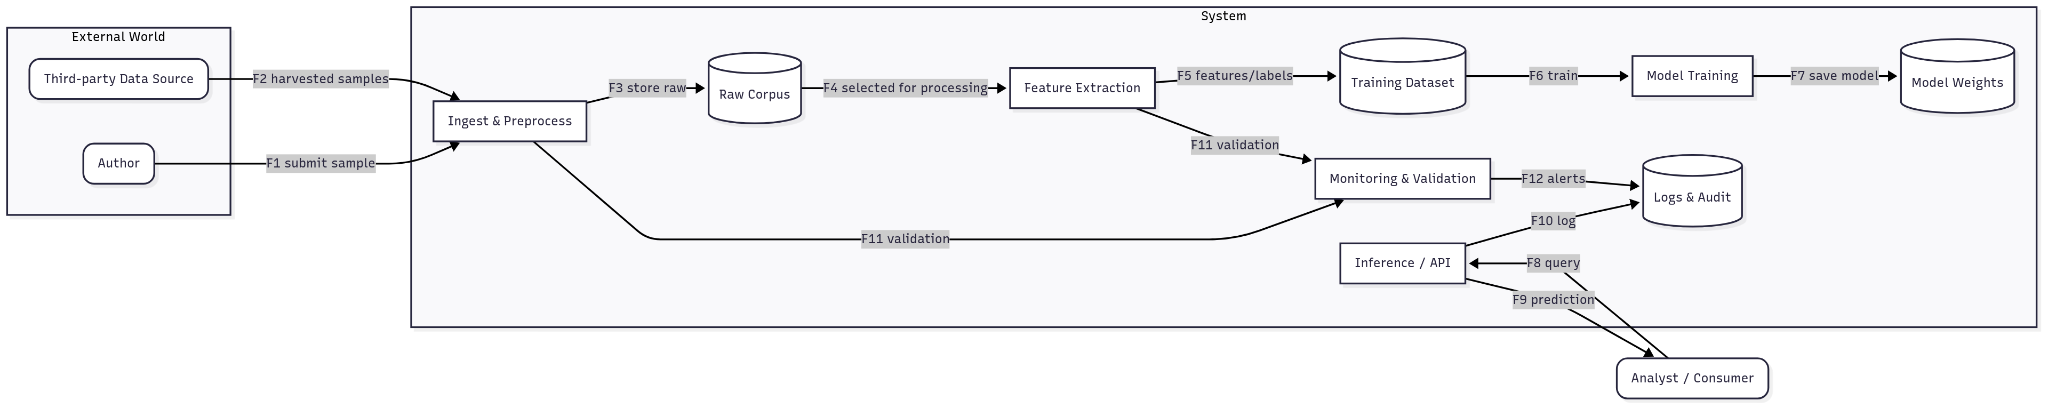 System
External World
Third-party Data Source
F2 harvested samples
Author
F1 submit sample
Ingest & Preprocess
F3 store raw
Raw Corpus
F4 selected for processing
Feature Extraction
F5 features/labels
Training Dataset
F6 train
Model Training
F7 save model
Model Weights
F11 validation
F11 validation
Monitoring & Validation
F12 alerts
Logs & Audit
F10 log
Inference / API
F8 query
F9 prediction
Analyst / Consumer